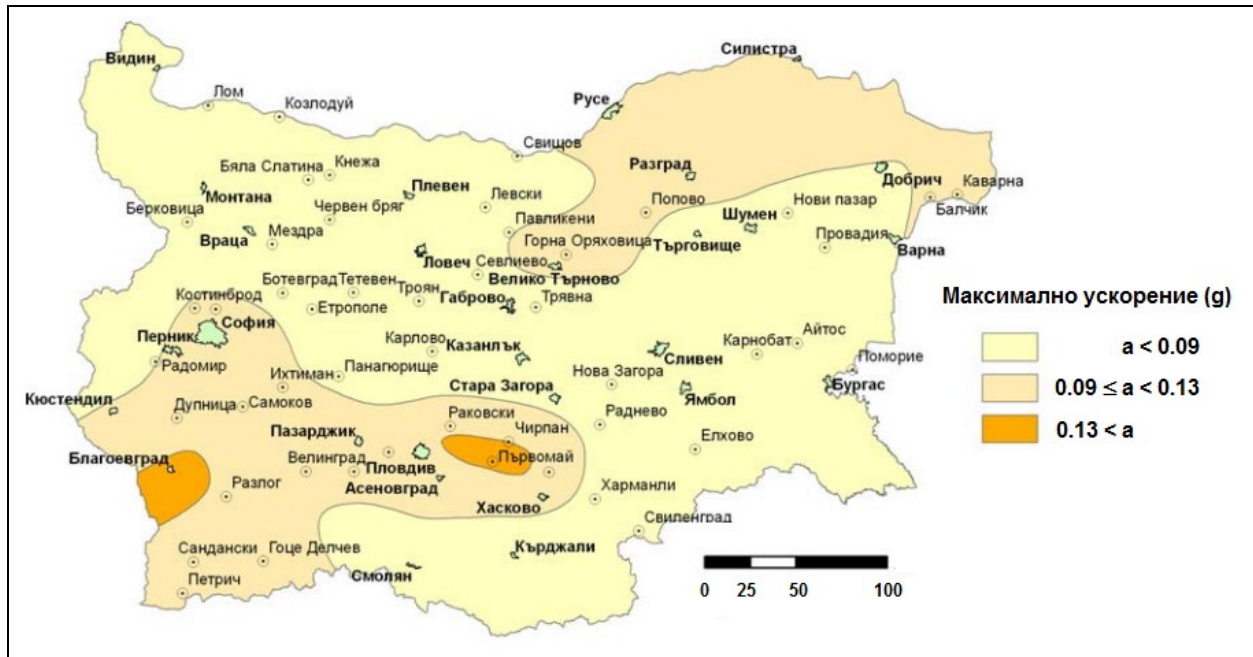 Силистра
Видин
Лом
Козлодуй
Русе
Свищов
Разград
Бяла Слатина
Кнежа
Добрич
Каварна
Монтана
Плевен
Левски
Попово
Нови пазар
Балчик
Берковица
Червен бряг
Павликени
Шумен
Враца
Мездра
Горна Оряховица
Търговище
Провадия
Варна
Ловеч
Севлиево
Велико Търново
Ботевград
Тетевен
Троян
Габрово
Трявна
Костинброд
Етрополе
София
Перник
Карлово
Казанлък
Сливен
Карнобат
Айтос
Радомир
Панагюрище
Поморие
Ихтиман
Стара Загора
Нова Загора
Ямбол
Бургас
Кюстендил
Дупница
Самоков
Раковски
Раднево
Пазарджик
Чирпан
Елхово
Благоевград
Велинград
Пловдив
Първомай
Разлог
Асеновград
Хасково
Харманли
Свиленград
Сандански
Гоце Делчев
Кърджали
Петрич
Смолян
Максимално ускорение (g)
a < 0.09
0.09 ≤ a < 0.13
0.13 < a
0 25 50 100